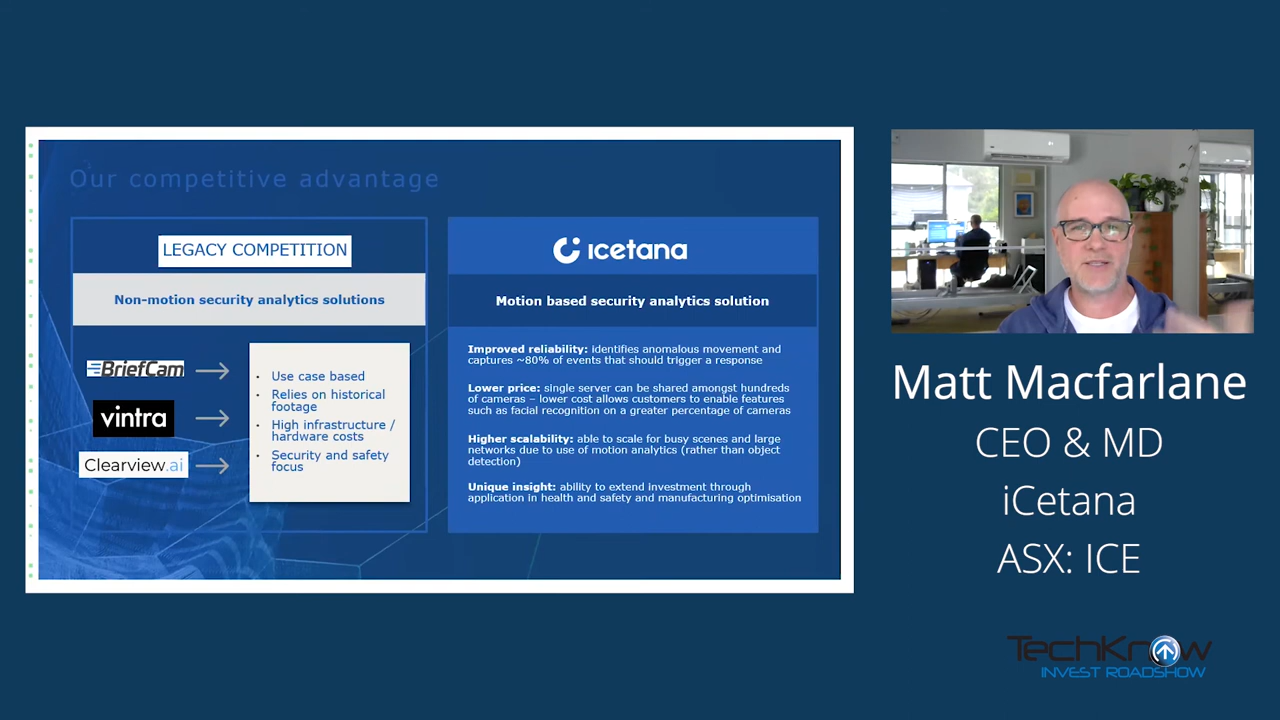 Our competitive advantage
LEGACY COMPETITION
Non-motion security analytics solutions
BriefCam
vintra
Clearview.ai
· Use case based
· Relies on historical
footage
· High infrastructure /
hardware costs
· Security and safety
focus
icetana
Motion based security analytics solution
Improved reliability: identifies anomalous movement and
captures ~80% of events that should trigger a response
Lower price: single server can be shared amongst hundreds
of cameras – lower cost allows customers to enable features
such as facial recognition on a greater percentage of cameras
Higher scalability: able to scale for busy scenes and large
networks due to use of motion analytics (rather than object
detection)
Unique insight: ability to extend investment through
application in health and safety and manufacturing optimisation
Matt Macfarlane
CEO & MD
iCetana
ASX: ICE
TechKnow
INVEST ROADSHOW